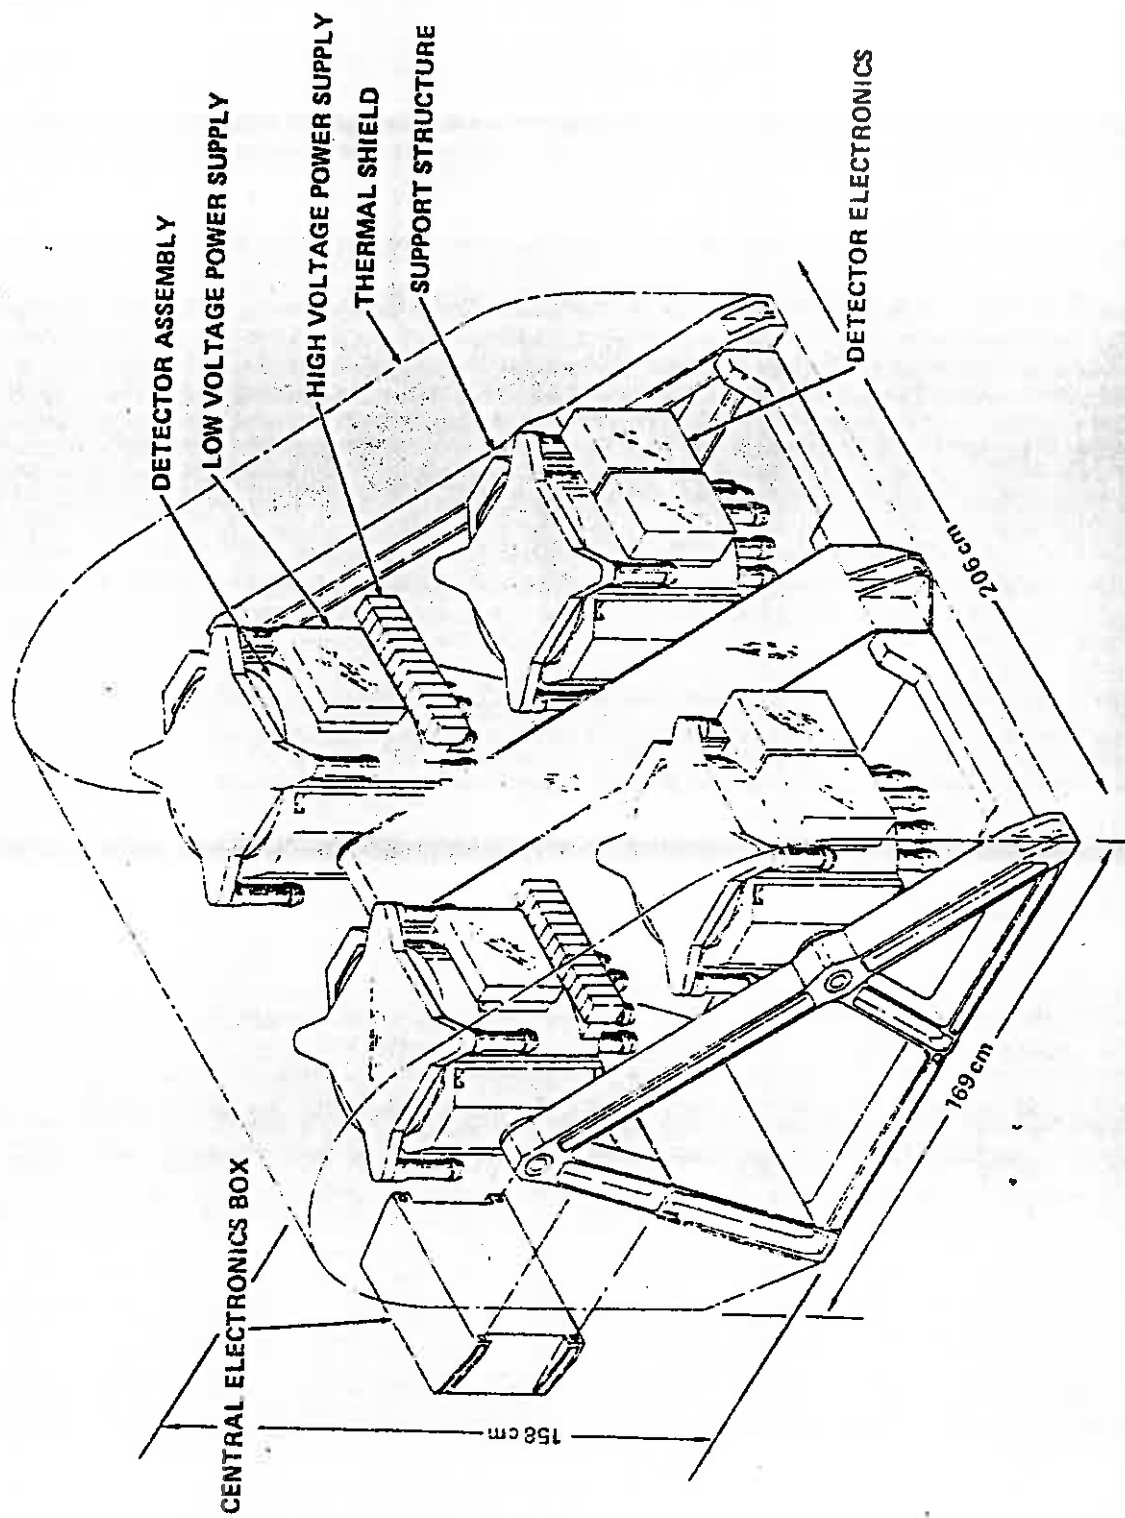 DETECTOR ASSEMBLY
LOW VOLTAGE POWER SUPPLY
HIGH VOLTAGE POWER SUPPLY
THERMAL SHIELD
SUPPORT STRUCTURE
DETECTOR ELECTRONICS
CENTRAL ELECTRONICS BOX
206 cm
169 cm
158 cm